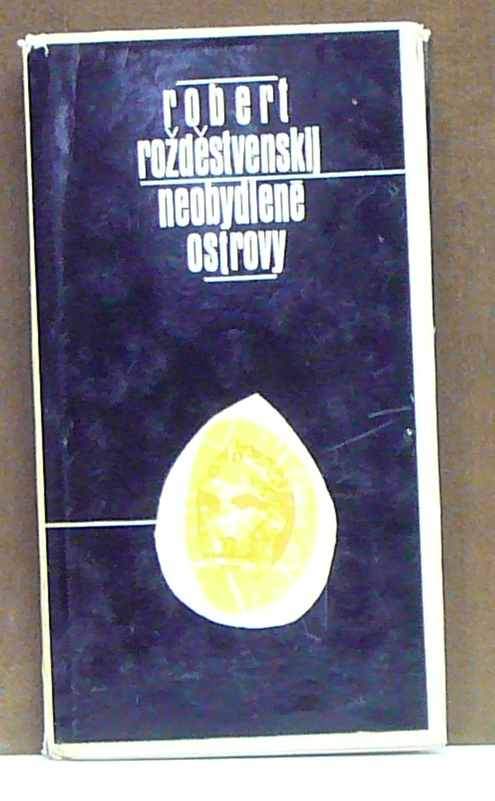 robert
rožděstvenskij
neobydlené
ostrovy